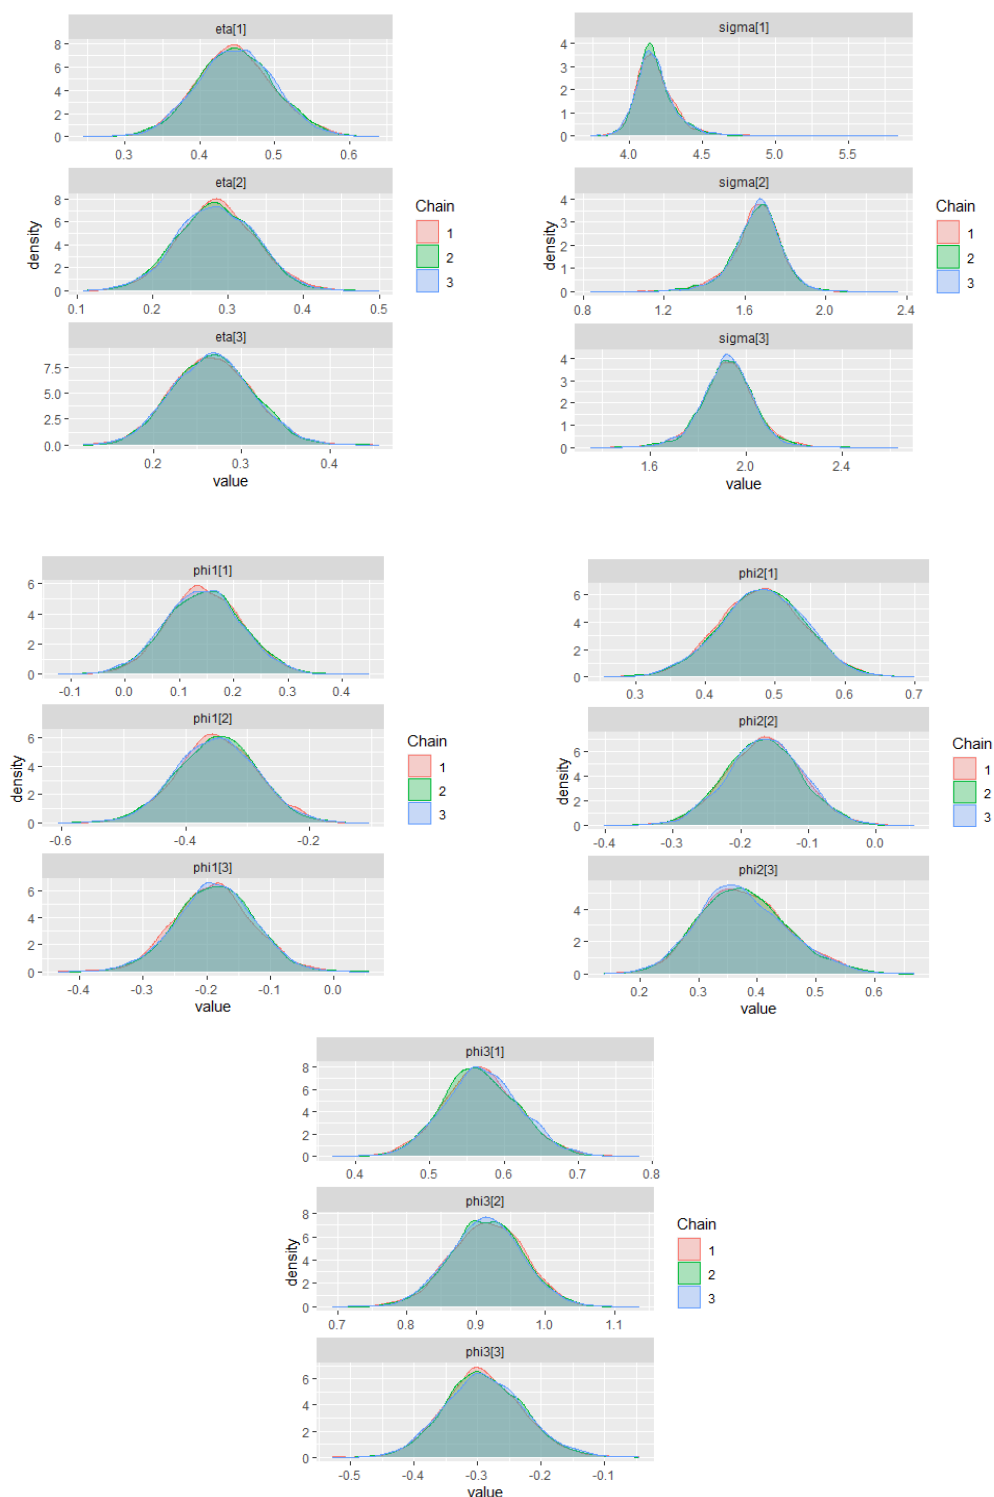 eta[1]
8
6
4
2
0
0.3 0.4 0.5 0.6
eta[2]
8
6
4
2
0
0.1 0.2 0.3 0.4 0.5
eta[3]
7.5
5.0
2.5
0.0
0.2 0.3 0.4
value
density
Chain
1
2
3
sigma[1]
4
3
2
1
0
4.0 4.5 5.0 5.5
sigma[2]
4
3
2
1
0
0.8 1.2 1.6 2.0 2.4
sigma[3]
4
3
2
1
0
1.6 2.0 2.4
value
density
Chain
1
2
3
phi1[1]
6
4
2
0
-0.1 0.0 0.1 0.2 0.3 0.4
phi1[2]
6
4
2
0
-0.6 -0.4 -0.2
phi1[3]
6
4
2
0
-0.4 -0.3 -0.2 -0.1 0.0
value
density
Chain
1
2
3
phi2[1]
6
4
2
0
0.3 0.4 0.5 0.6 0.7
phi2[2]
6
4
2
0
-0.4 -0.3 -0.2 -0.1 0.0
phi2[3]
4
2
0
0.2 0.3 0.4 0.5 0.6
value
density
Chain
1
2
3
phi3[1]
8
6
4
2
0
0.4 0.5 0.6 0.7 0.8
phi3[2]
8
6
4
2
0
0.7 0.8 0.9 1.0 1.1
phi3[3]
6
4
2
0
-0.5 -0.4 -0.3 -0.2 -0.1
value
density
Chain
1
2
3